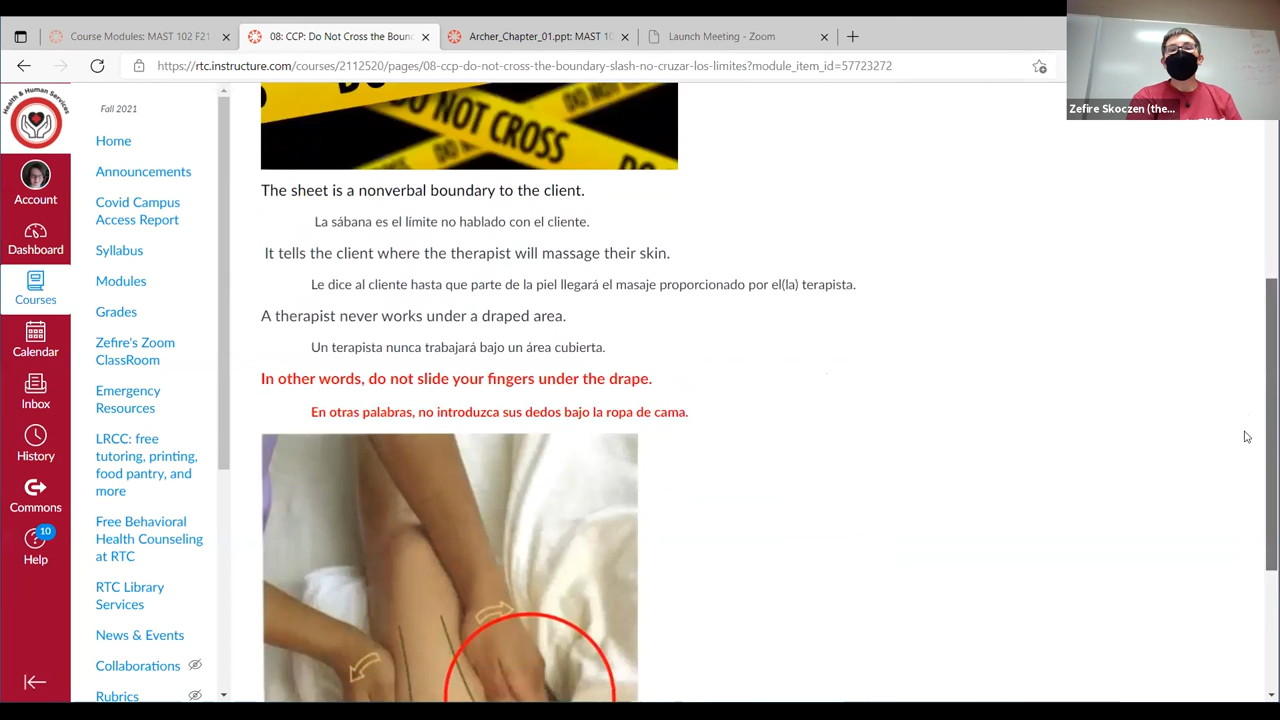 Course Modules: MAST 102 F21
08: CCP: Do Not Cross the Boun
Archer_Chapter_01.ppt: MAST 10
Launch Meeting - Zoom
https://rtc.instructure.com/courses/2112520/pages/08-ccp-do-not-cross-the-boundary-slash-no-cruzar-los-limites?module_item_id=57723272
Zefire Skoczen (the...
Health & Human Services
Account
Dashboard
Courses
Calendar
Inbox
History
Commons
10
Help
Fall 2021
Home
Announcements
Covid Campus
Access Report
Syllabus
Modules
Grades
Zefire's Zoom
ClassRoom
Emergency
Resources
LRCC: free
tutoring, printing,
food pantry, and
more
Free Behavioral
Health Counseling
at RTC
RTC Library
Services
News & Events
Collaborations
Rubrics
DO NOT CROSS
The sheet is a nonverbal boundary to the client.
La sábana es el límite no hablado con el cliente.
It tells the client where the therapist will massage their skin.
Le dice al cliente hasta que parte de la piel llegará el masaje proporcionado por el(la) terapista.
A therapist never works under a draped area.
Un terapista nunca trabajará bajo un área cubierta.
In other words, do not slide your fingers under the drape.
En otras palabras, no introduzca sus dedos bajo la ropa de cama.